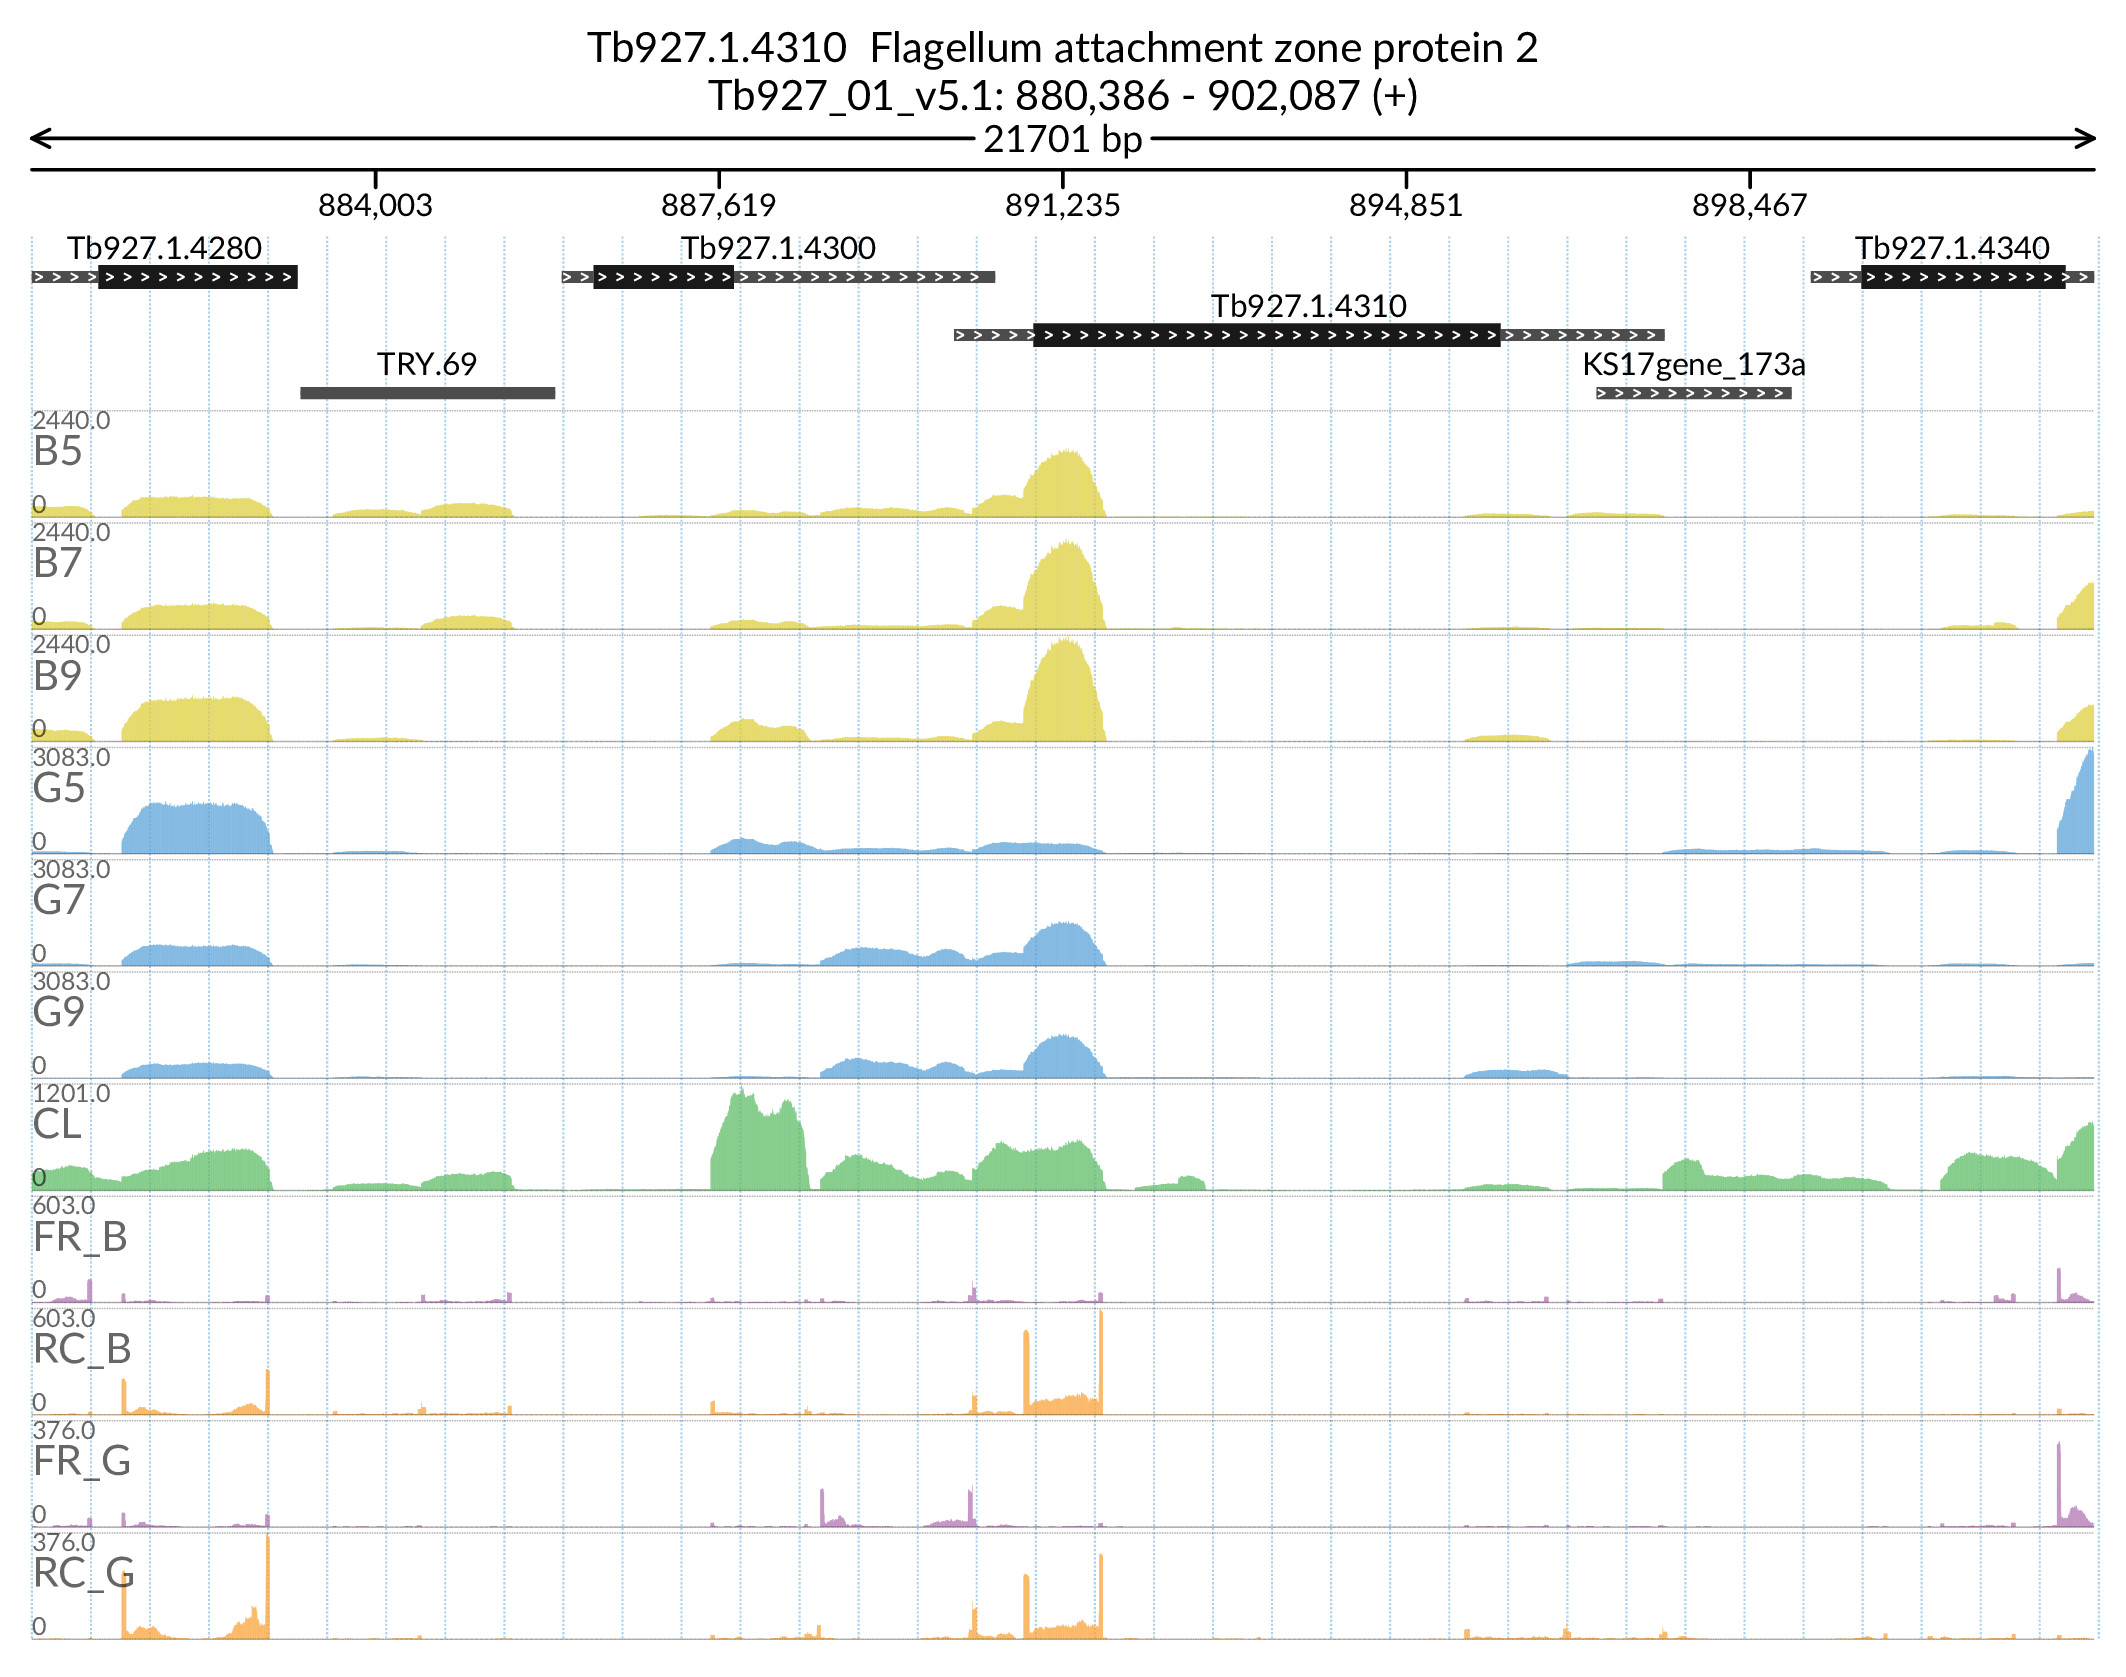 Tb927.1.4310 Flagellum attachment zone protein 2
Tb927_01_v5.1: 880,386 - 902,087 (+)
21701 bp
884,003 887,619 891,235 894,851 898,467
Tb927.1.4280 Tb927.1.4300 Tb927.1.4340
Tb927.1.4310
TRY.69 KS17gene_173a
2440.0
B5
0
2440.0
B7
0
2440.0
B9
0
3083.0
G5
0
3083.0
G7
0
3083.0
G9
0
1201.0
CL
0
603.0
FR_B
0
603.0
RC_B
0
376.0
FR_G
0
376.0
RC_G
0